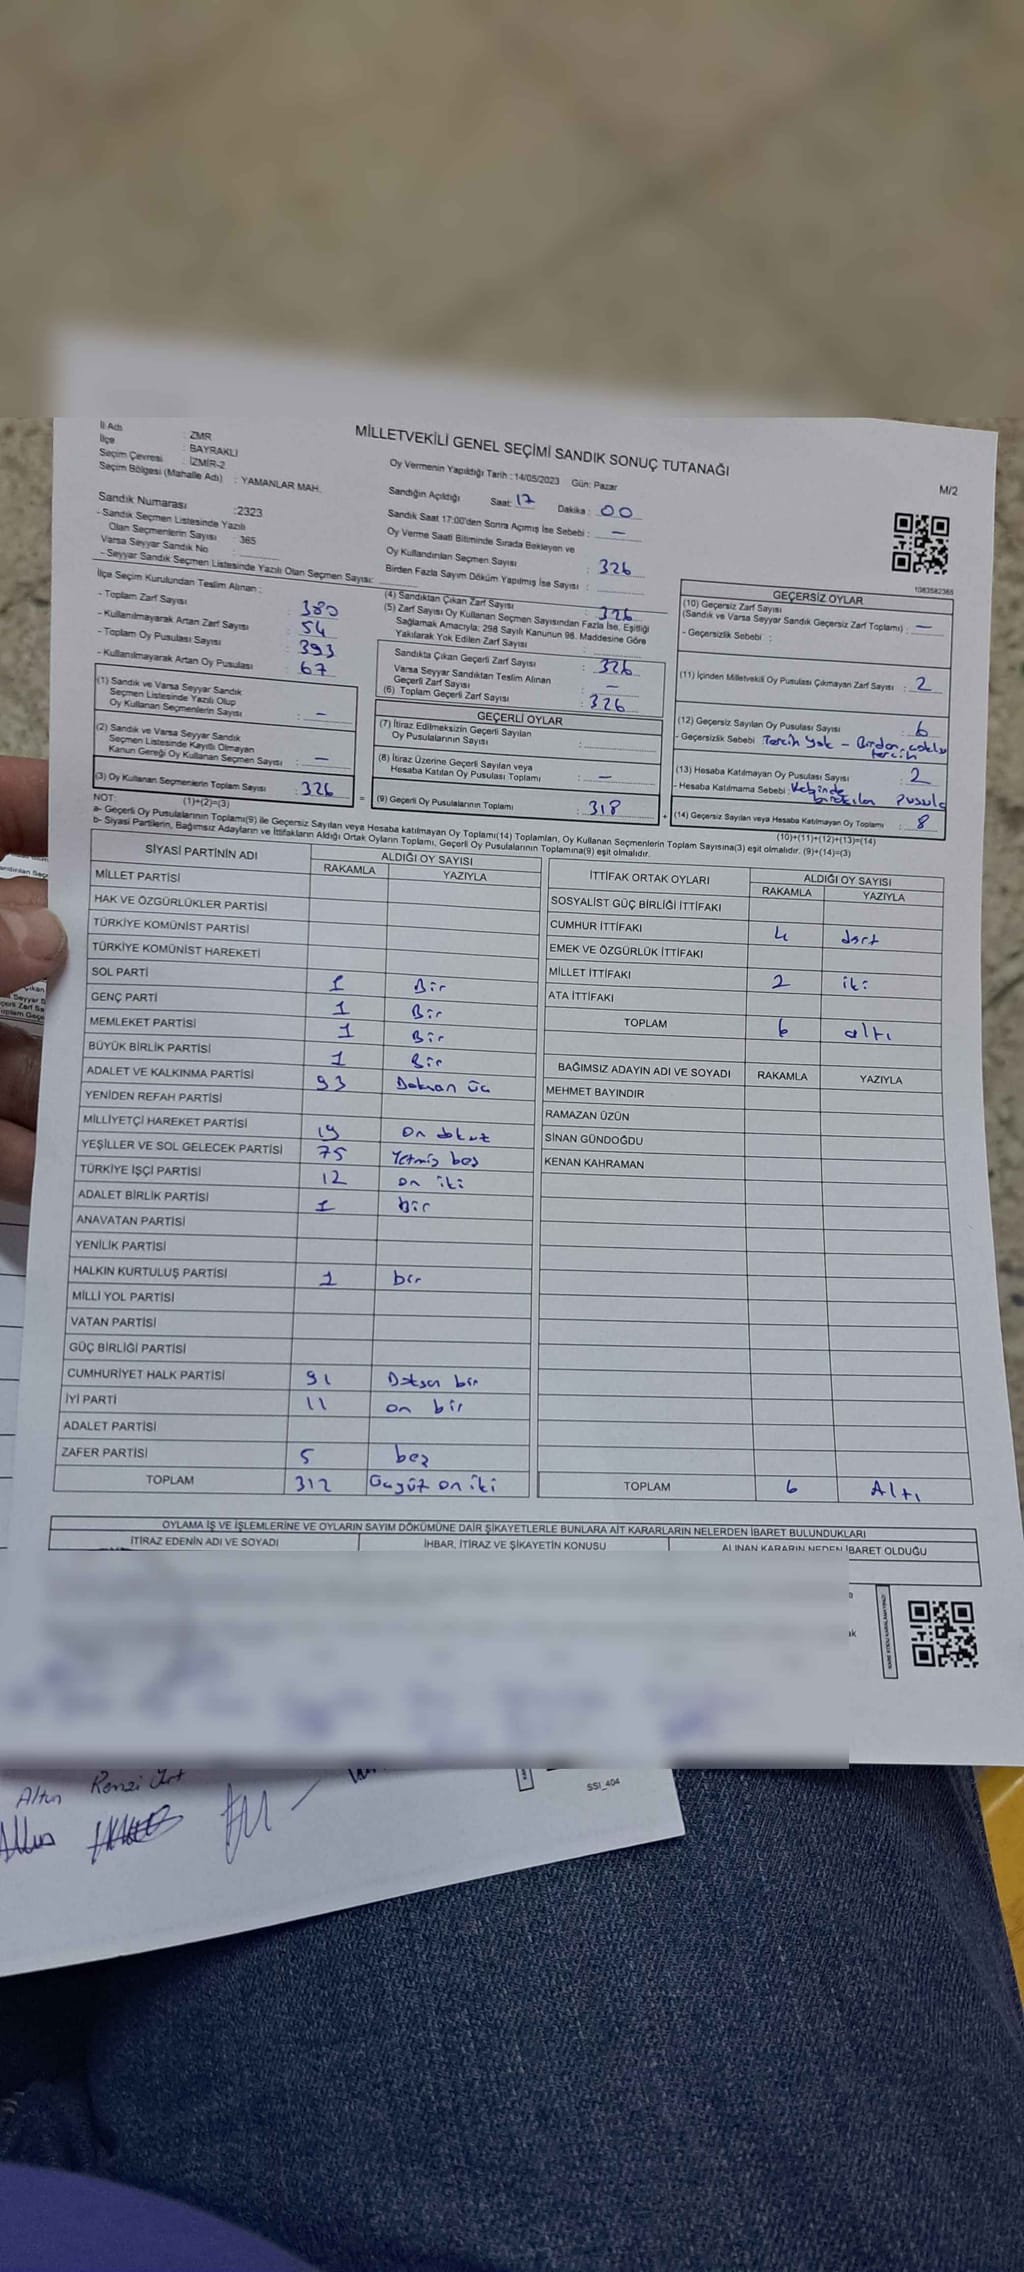 MİLLETVEKİLİ GENEL SEÇİMİ SANDIK SONUÇ TUTANAĞI
M/2
İl Adı : ZMR
İlçe : BAYRAKLI
Seçim Çevresi : İZMİR-2
Seçim Bölgesi (Mahalle Adı) : YAMANLAR MAH.
Sandık Numarası :2323
- Sandık Seçmen Listesinde Yazılı
Olan Seçmenlerin Sayısı : 365
Varsa Seyyar Sandık No :
- Seyyar Sandık Seçmen Listesinde Yazılı Olan Seçmen Sayısı:
Oy Vermenin Yapıldığı Tarih : 14/05/2023 Gün: Pazar
Sandığın Açıldığı Saat: 17 Dakika : 00
Sandık Saat 17:00'den Sonra Açımış İse Sebebi : —
Oy Verme Saati Bitiminde Sırada Bekleyen ve
Oy Kullandırılan Seçmen Sayısı : 326
Birden Fazla Sayım Döküm Yapılmış İse Sayısı :
1083582365
İlçe Seçim Kurulundan Teslim Alınan :
- Toplam Zarf Sayısı : 380
- Kullanılmayarak Artan Zarf Sayısı : 54
- Toplam Oy Pusulası Sayısı : 393
- Kullanılmayarak Artan Oy Pusulası : 67
(1) Sandık ve Varsa Seyyar Sandık
Seçmen Listesinde Yazılı Olup
Oy Kullanan Seçmenlerin Sayısı : —
(2) Sandık ve Varsa Seyyar Sandık
Seçmen Listesinde Kayıtlı Olmayan
Kanun Gereği Oy Kullanan Seçmen Sayısı : —
(3) Oy Kullanan Seçmenlerin Toplam Sayısı : 326
(1)+(2)=(3)
(4) Sandıktan Çıkan Zarf Sayısı : 326
(5) Zarf Sayısı Oy Kullanan Seçmen Sayısından Fazla İse, Eşitliği
Sağlamak Amacıyla; 298 Sayılı Kanunun 98. Maddesine Göre
Yakılarak Yok Edilen Zarf Sayısı :
Sandıkta Çıkan Geçerli Zarf Sayısı : 326
Varsa Seyyar Sandıktan Teslim Alınan
Geçerli Zarf Sayısı : —
(6) Toplam Geçerli Zarf Sayısı : 326
GEÇERLİ OYLAR
(7) İtiraz Edilmeksizin Geçerli Sayılan
Oy Pusulalarının Sayısı :
(8) İtiraz Üzerine Geçerli Sayılan veya
Hesaba Katılan Oy Pusulası Toplamı : —
= (9) Geçerli Oy Pusulalarının Toplamı : 318
GEÇERSİZ OYLAR
(10) Geçersiz Zarf Sayısı
(Sandık ve Varsa Seyyar Sandık Geçersiz Zarf Toplamı) : —
- Geçersizlik Sebebi :
(11) İçinden Milletvekili Oy Pusulası Çıkmayan Zarf Sayısı : 2
(12) Geçersiz Sayılan Oy Pusulası Sayısı : 6
- Geçersizlik Sebebi Tercih Yok – Birden çoklu
tercih
(13) Hesaba Katılmayan Oy Pusulası Sayısı : 2
- Hesaba Katılmama Sebebi : pusula
+ (14) Geçersiz Sayılan veya Hesaba Katılmayan Oy Toplamı : 8
(10)+(11)+(12)+(13)=(14)
NOT:
a- Geçerli Oy Pusulalarının Toplamı(9) ile Geçersiz Sayılan veya Hesaba katılmayan Oy Toplamı(14) Toplamları, Oy Kullanan Seçmenlerin Toplam Sayısına(3) eşit olmalıdır. (9)+(14)=(3)
b- Siyasi Partilerin, Bağımsız Adayların ve İttifakların Aldığı Ortak Oyların Toplamı, Geçerli Oy Pusulalarının Toplamına(9) eşit olmalıdır.
SİYASİ PARTİNİN ADI ALDIĞI OY SAYISI
RAKAMLA YAZIYLA
MİLLET PARTİSİ
HAK VE ÖZGÜRLÜKLER PARTİSİ
TÜRKİYE KOMÜNİST PARTİSİ
TÜRKİYE KOMÜNİST HAREKETİ
SOL PARTİ 1 Bir
GENÇ PARTİ 1 Bir
MEMLEKET PARTİSİ 1 Bir
BÜYÜK BİRLİK PARTİSİ 1 Bir
ADALET VE KALKINMA PARTİSİ 93 Doksan üç
YENİDEN REFAH PARTİSİ
MİLLİYETÇİ HAREKET PARTİSİ 19 on dokuz
YEŞİLLER VE SOL GELECEK PARTİSİ 75 Yetmiş beş
TÜRKİYE İŞÇİ PARTİSİ 12 on iki
ADALET BİRLİK PARTİSİ 1 bir
ANAVATAN PARTİSİ
YENİLİK PARTİSİ
HALKIN KURTULUŞ PARTİSİ 1 bir
MİLLİ YOL PARTİSİ
VATAN PARTİSİ
GÜÇ BİRLİĞİ PARTİSİ
CUMHURİYET HALK PARTİSİ 91 Doksan bir
İYİ PARTİ 11 on bir
ADALET PARTİSİ
ZAFER PARTİSİ 5 beş
TOPLAM 312 Üçyüz on iki
İTTİFAK ORTAK OYLARI ALDIĞI OY SAYISI
RAKAMLA YAZIYLA
SOSYALİST GÜÇ BİRLİĞİ İTTİFAKI
CUMHUR İTTİFAKI 4 dört
EMEK VE ÖZGÜRLÜK İTTİFAKI
MİLLET İTTİFAKI 2 iki
ATA İTTİFAKI
TOPLAM 6 altı
BAĞIMSIZ ADAYIN ADI VE SOYADI RAKAMLA YAZIYLA
MEHMET BAYINDIR
RAMAZAN ÜZÜN
SİNAN GÜNDOĞDU
KENAN KAHRAMAN
TOPLAM 6 Altı
OYLAMA İŞ VE İŞLEMLERİNE VE OYLARIN SAYIM DÖKÜMÜNE DAİR ŞİKAYETLERLE BUNLARA AİT KARARLARIN NELERDEN İBARET BULUNDUKLARI
İTİRAZ EDENİN ADI VE SOYADI İHBAR, İTİRAZ VE ŞİKAYETİN KONUSU ALINAN KARARIN NEDEN İBARET OLDUĞU
Altun
SSI_404